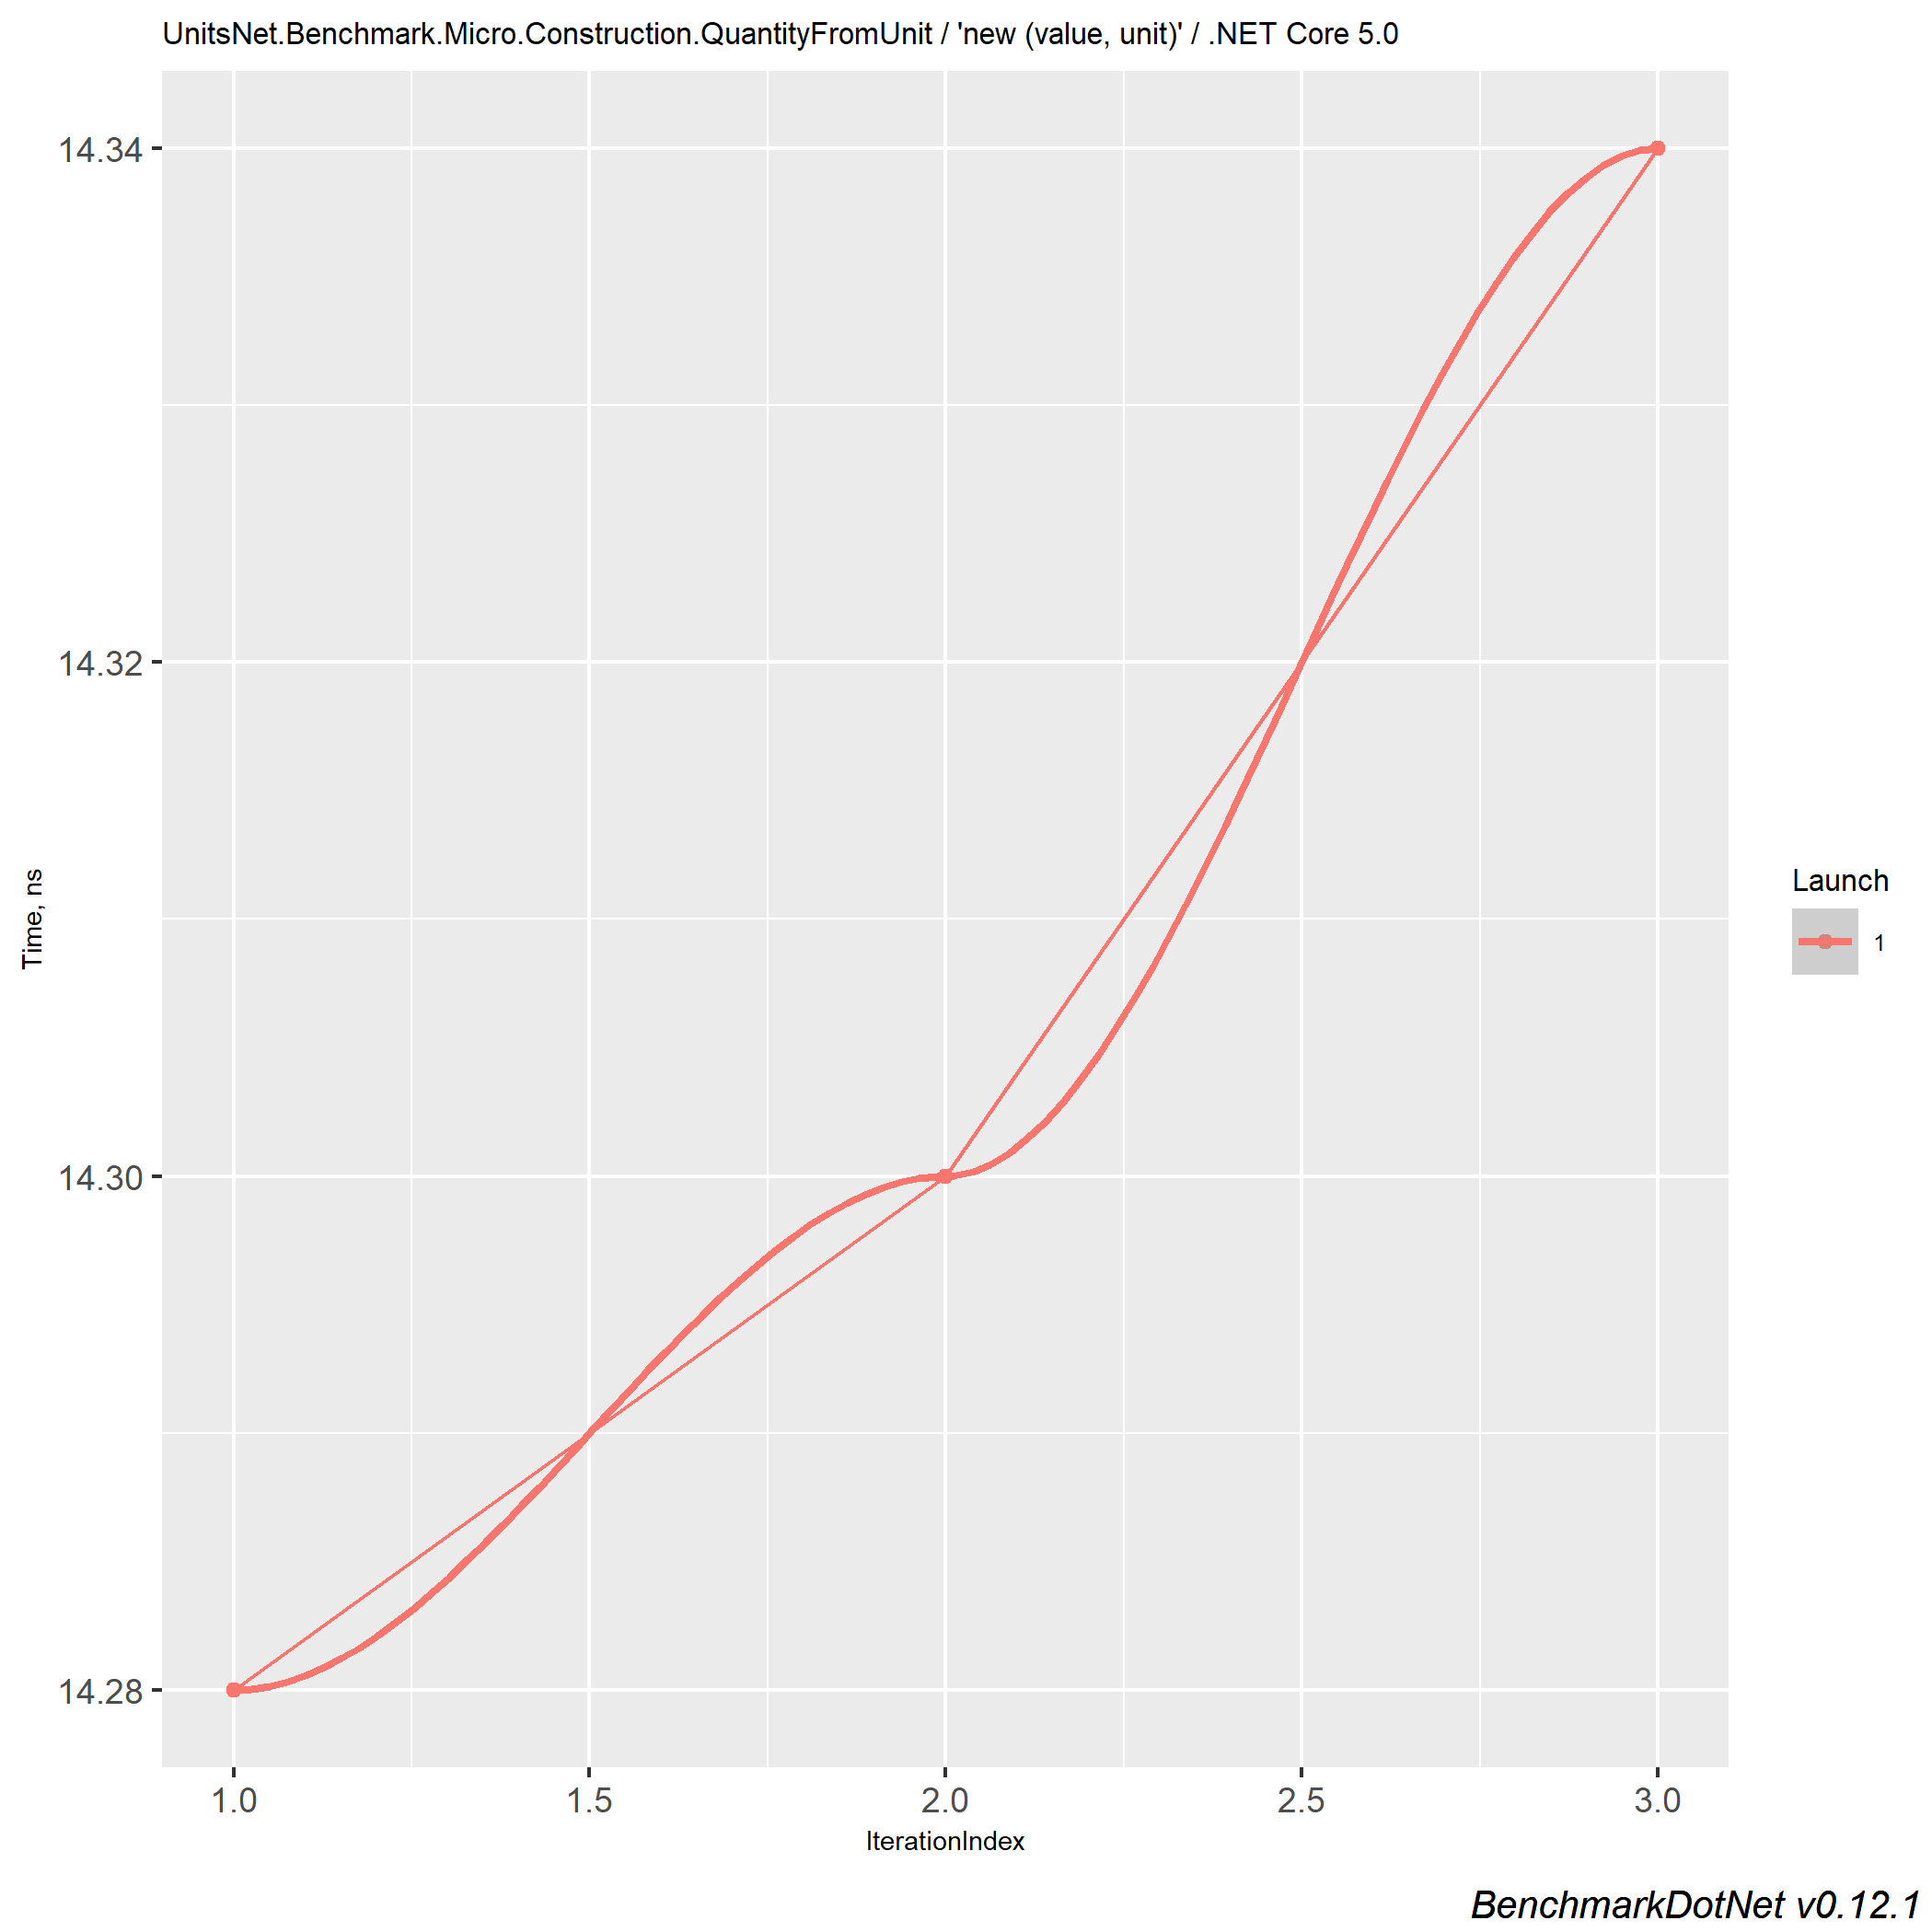 UnitsNet.Benchmark.Micro.Construction.QuantityFromUnit / 'new (value, unit)' / .NET Core 5.0
14.34
14.32
14.30
14.28
Time, ns
1.0
1.5
2.0
2.5
3.0
IterationIndex
Launch
1
BenchmarkDotNet v0.12.1